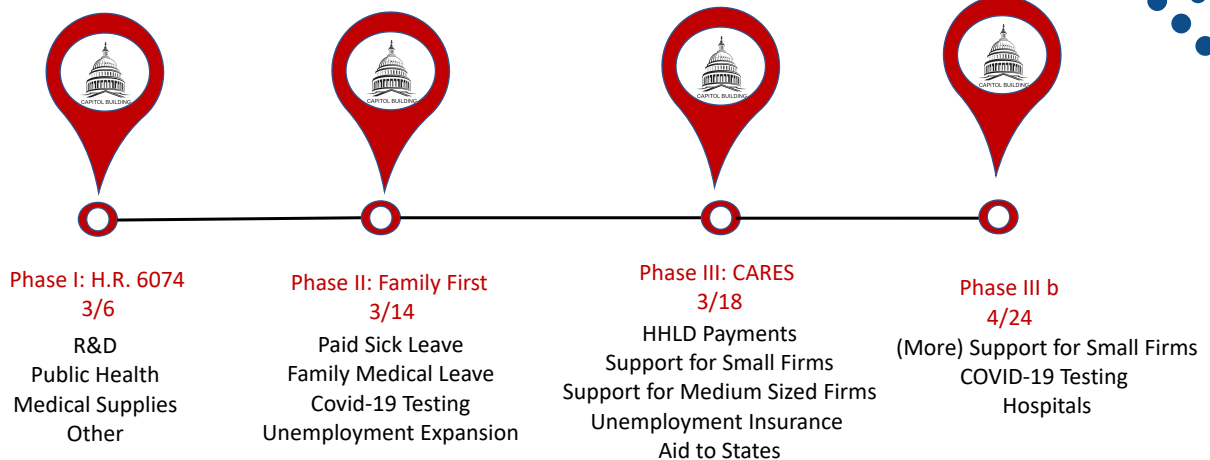 CAPITOL BUILDING
CAPITOL BUILDING
CAPITOL BUILDING
CAPITOL BUILDING
Phase I: H.R. 6074
3/6
R&D
Public Health
Medical Supplies
Other
Phase II: Family First
3/14
Paid Sick Leave
Family Medical Leave
Covid-19 Testing
Unemployment Expansion
Phase III: CARES
3/18
HHLD Payments
Support for Small Firms
Support for Medium Sized Firms
Unemployment Insurance
Aid to States
Phase III b
4/24
(More) Support for Small Firms
COVID-19 Testing
Hospitals